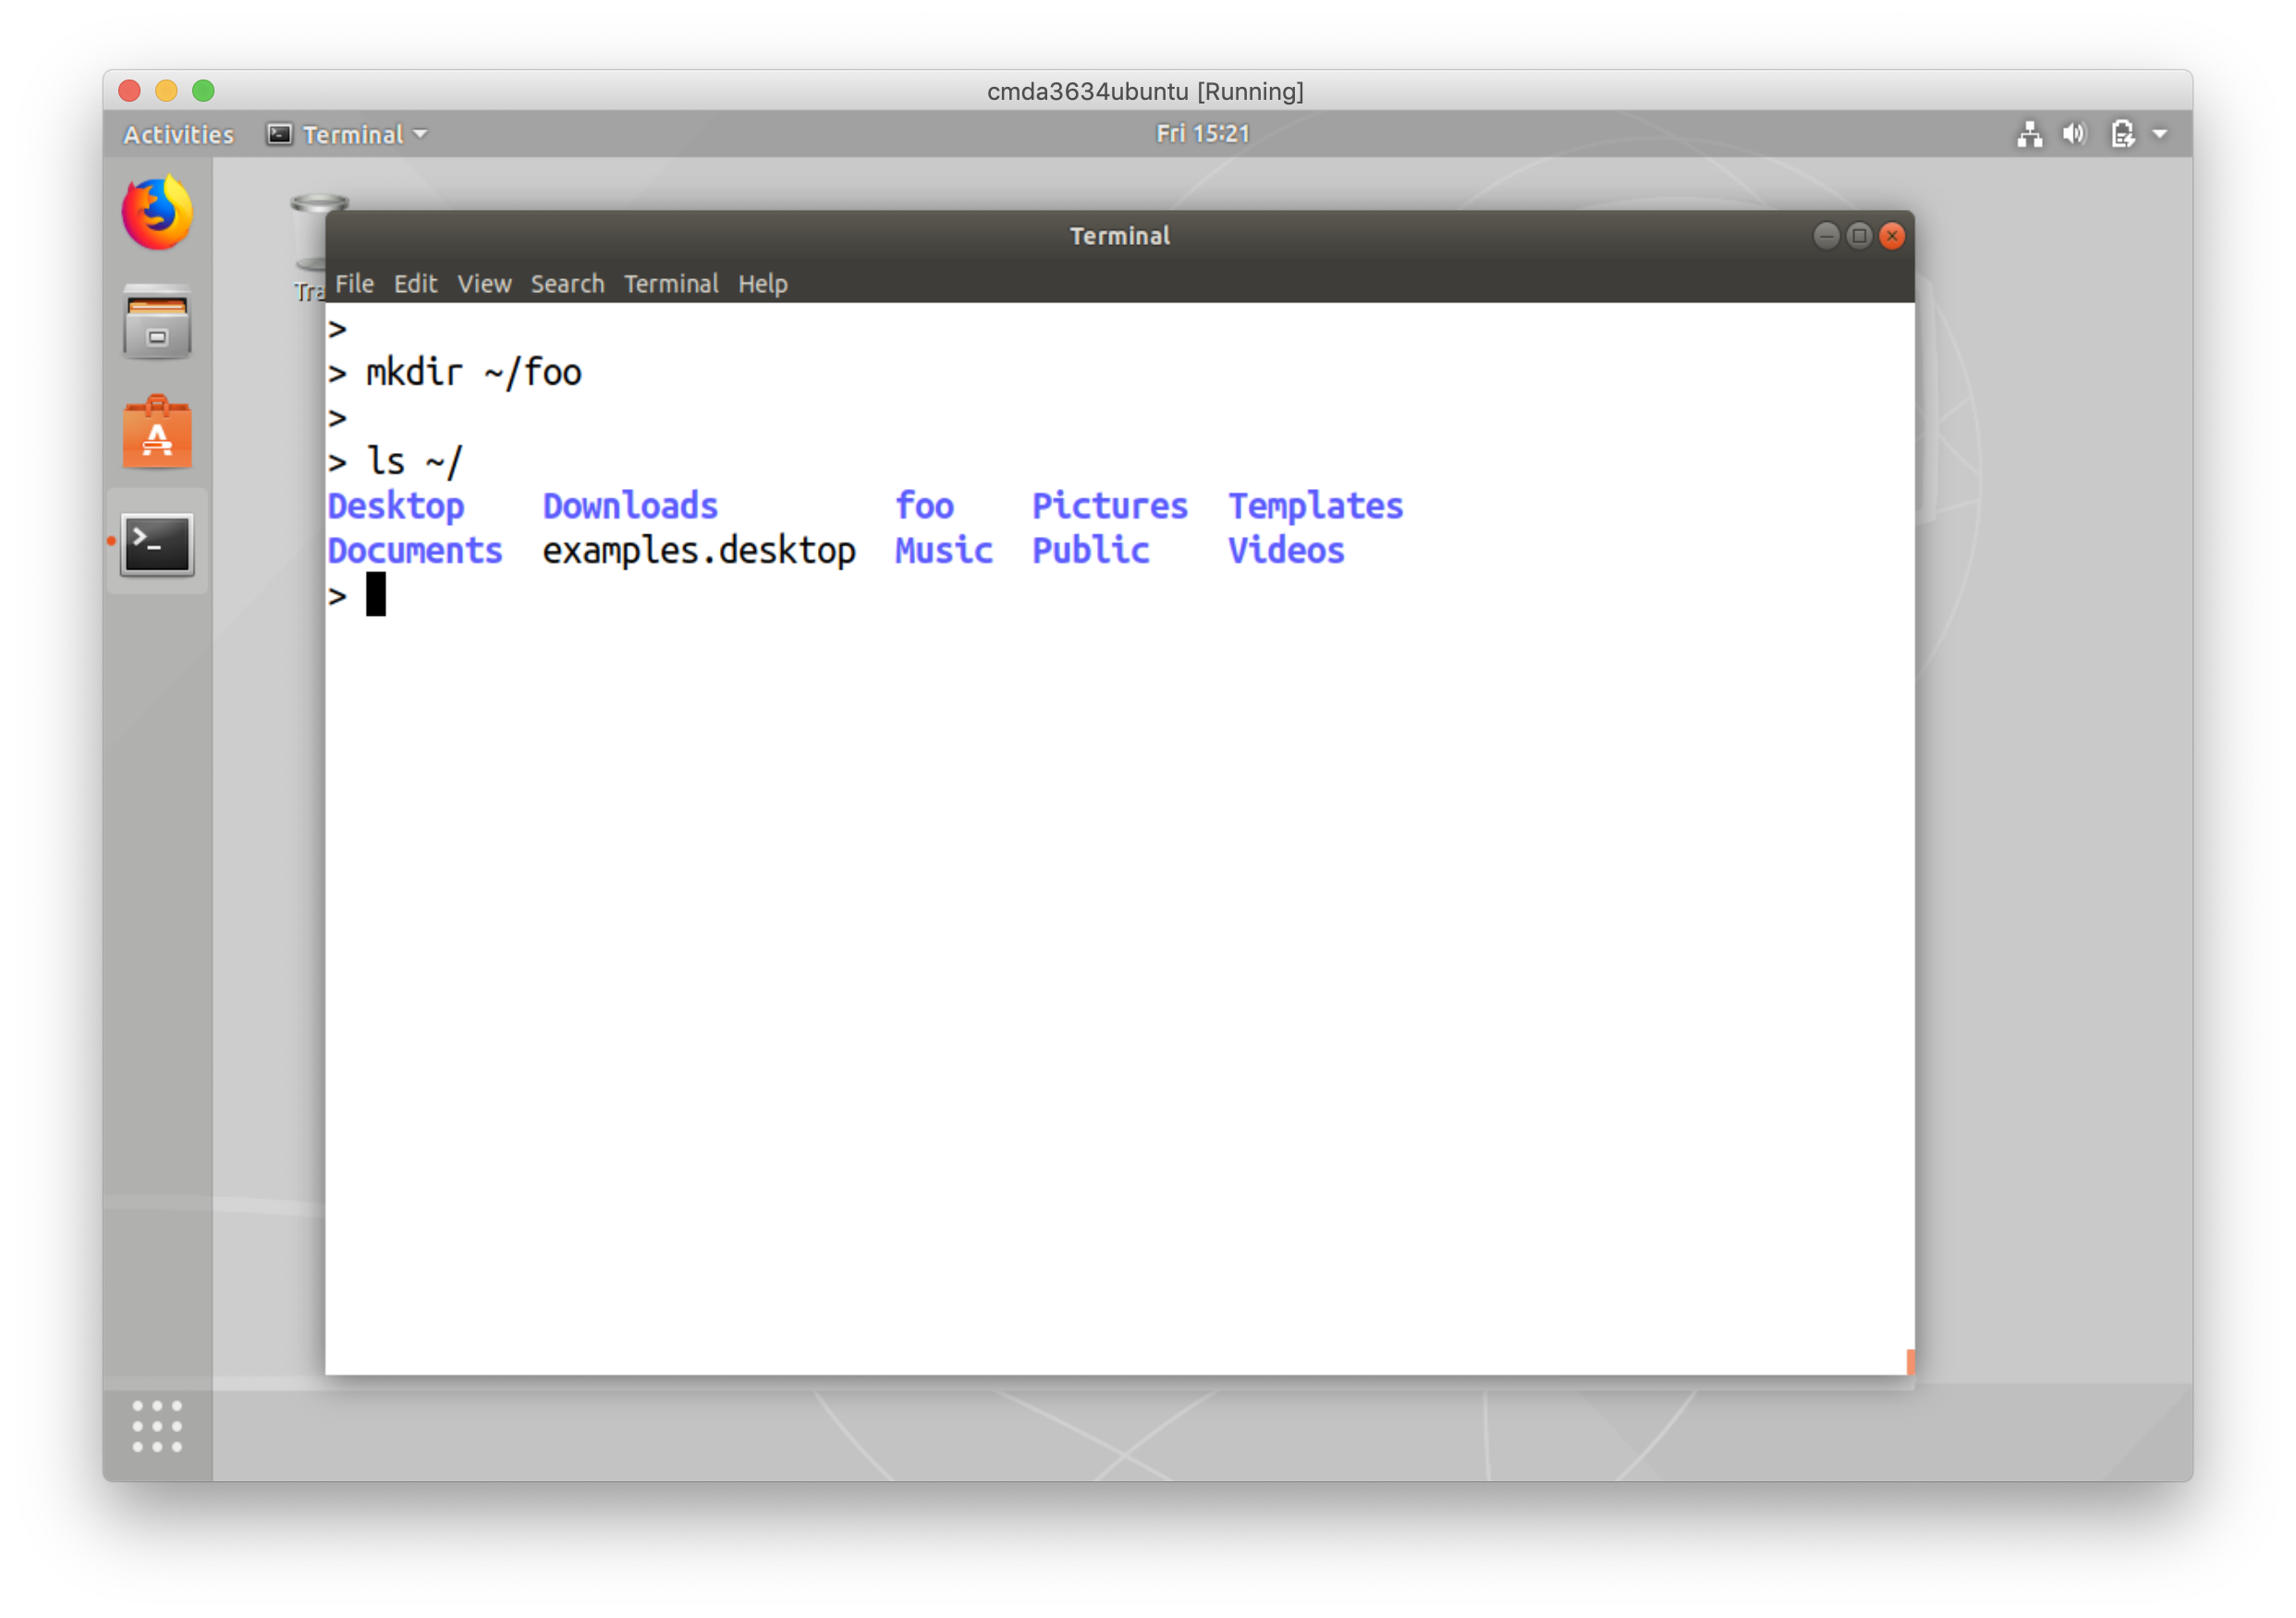 cmda3634ubuntu [Running]
Activities Terminal Fri 15:21
Terminal
Tra
File Edit View Search Terminal Help
>
> mkdir ~/foo
>
> ls ~/
Desktop Downloads foo Pictures Templates
Documents examples.desktop Music Public Videos
>